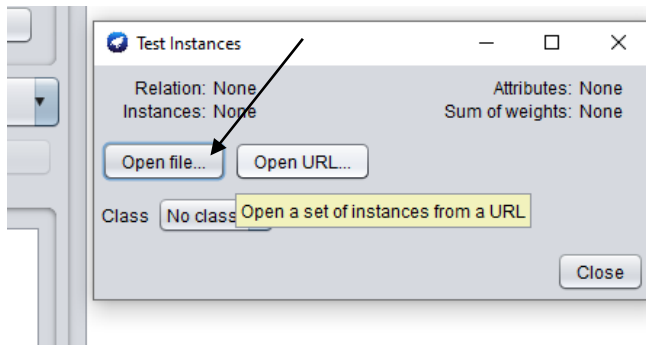 Test Instances
Relation: None
Attributes: None
Instances: None
Sum of weights: None
Open file...
Open URL...
Open a set of instances from a URL
Class
No class
Close